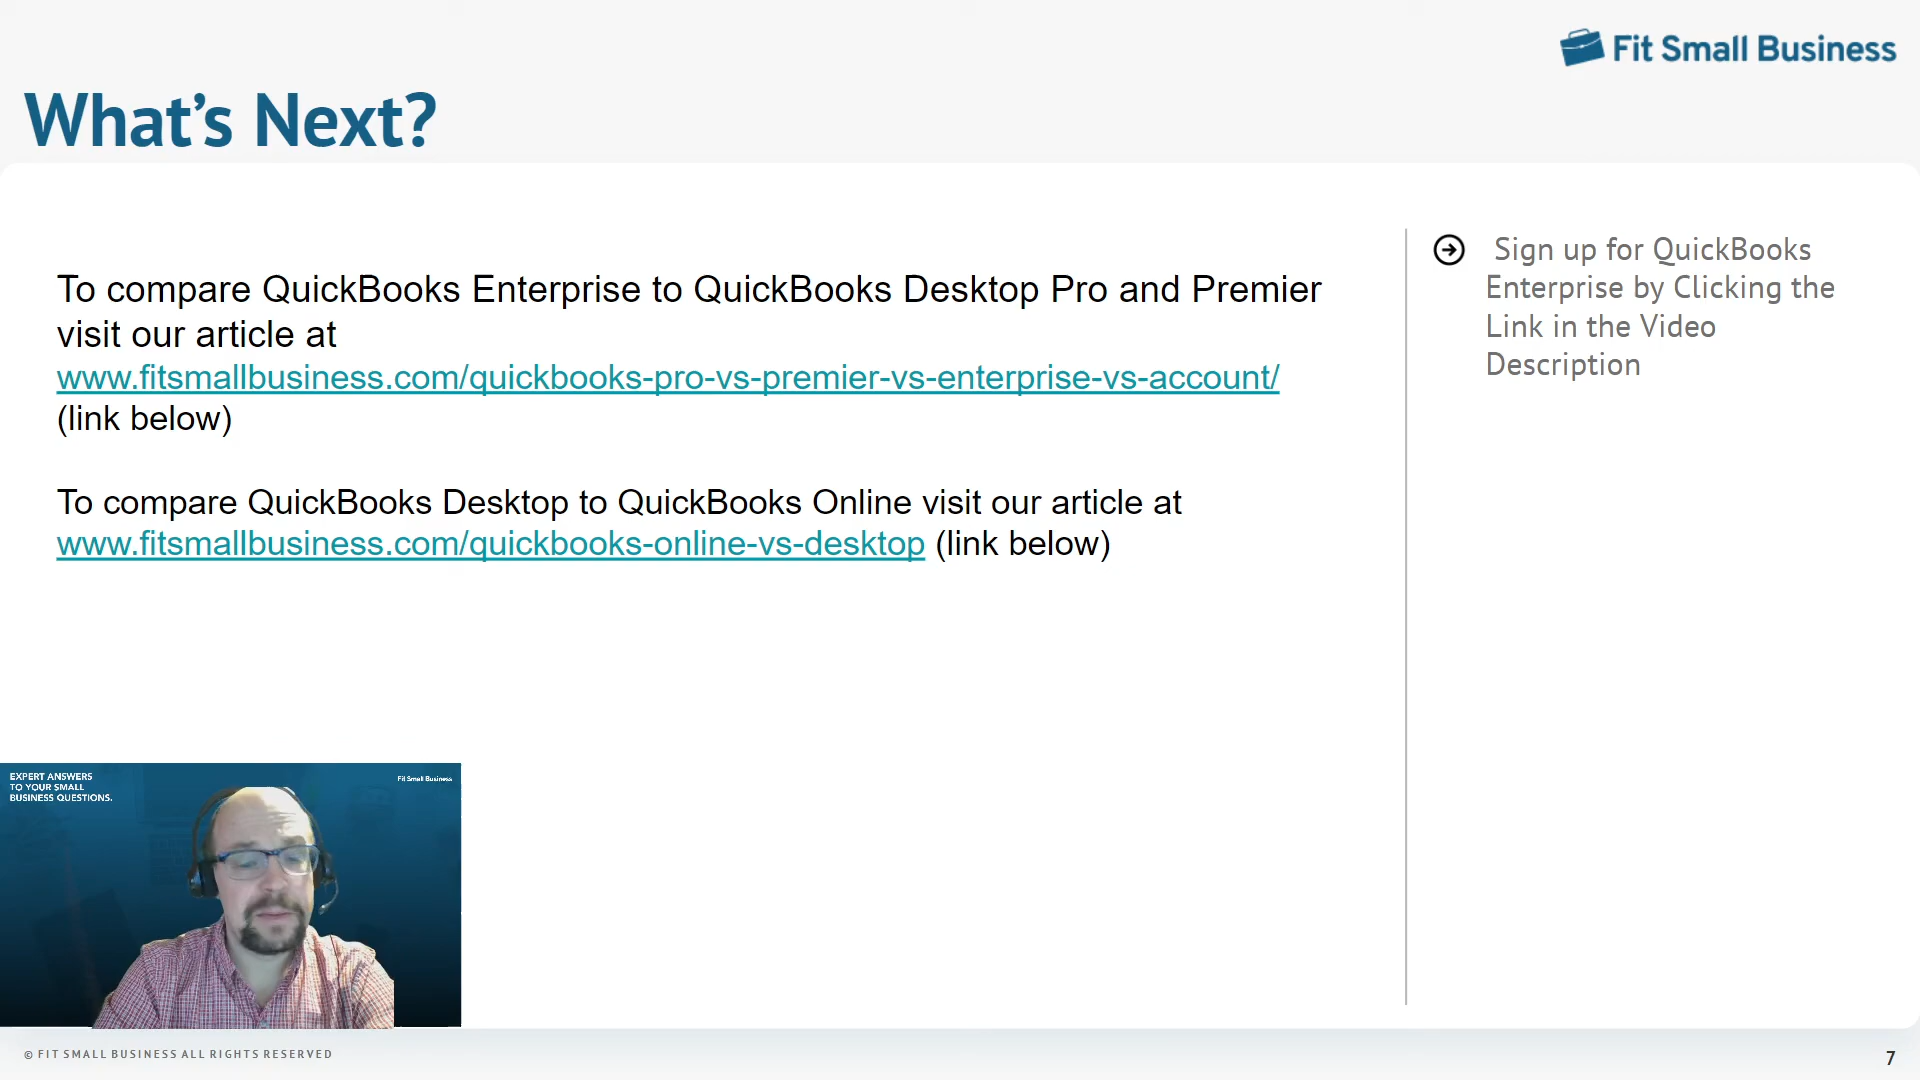 Fit Small Business
What's Next?
To compare QuickBooks Enterprise to QuickBooks Desktop Pro and Premier
visit our article at
www.fitsmallbusiness.com/quickbooks-pro-vs-premier-vs-enterprise-vs-account/
(link below)
To compare QuickBooks Desktop to QuickBooks Online visit our article at
www.fitsmallbusiness.com/quickbooks-online-vs-desktop (link below)
Sign up for QuickBooks
Enterprise by Clicking the
Link in the Video
Description
EXPERT ANSWERS
TO YOUR SMALL
BUSINESS QUESTIONS.
Fit Small Business
© FIT SMALL BUSINESS ALL RIGHTS RESERVED
7